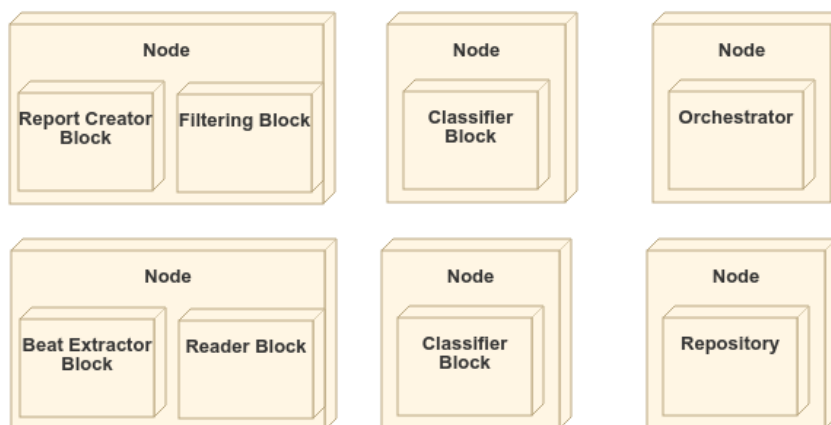 Node
Report Creator
Block
Filtering Block
Node
Classifier
Block
Node
Orchestrator
Node
Beat Extractor
Block
Reader Block
Node
Classifier
Block
Node
Repository